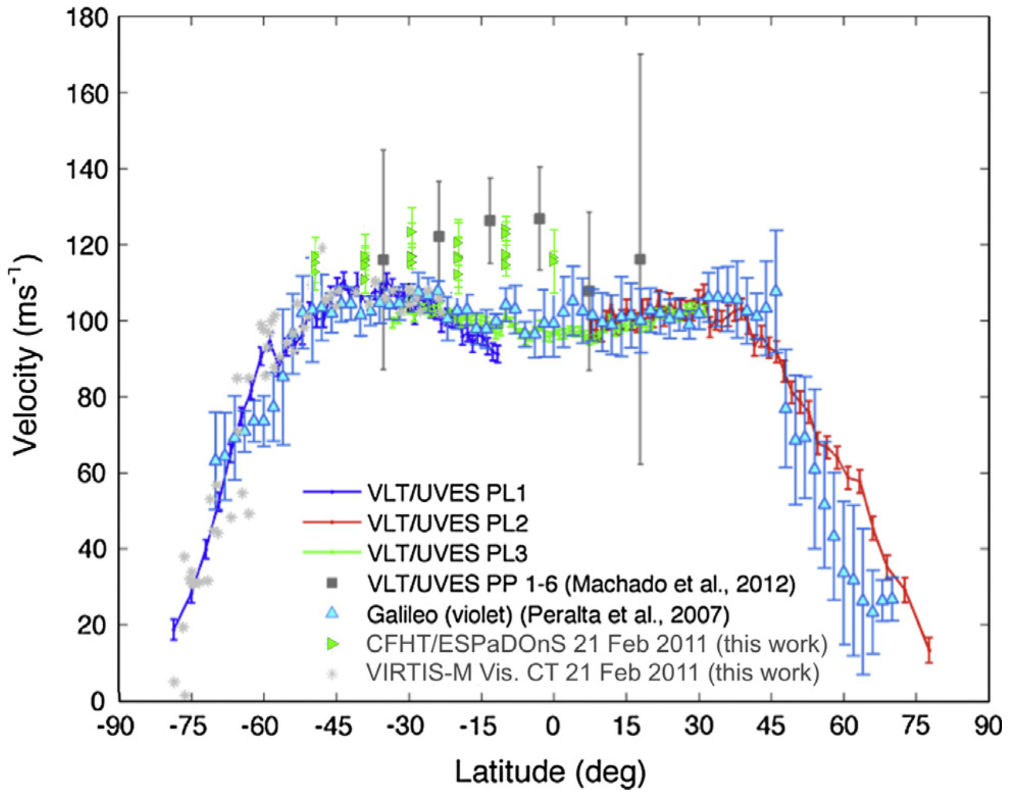 180
160
140
120
100
80
60
40
20
0
Velocity (ms⁻¹)
VLT/UVES PL1
VLT/UVES PL2
VLT/UVES PL3
VLT/UVES PP 1-6 (Machado et al., 2012)
Galileo (violet) (Peralta et al., 2007)
CFHT/ESPaDOnS 21 Feb 2011 (this work)
VIRTIS-M Vis. CT 21 Feb 2011 (this work)
-90 -75 -60 -45 -30 -15 0 15 30 45 60 75 90
Latitude (deg)